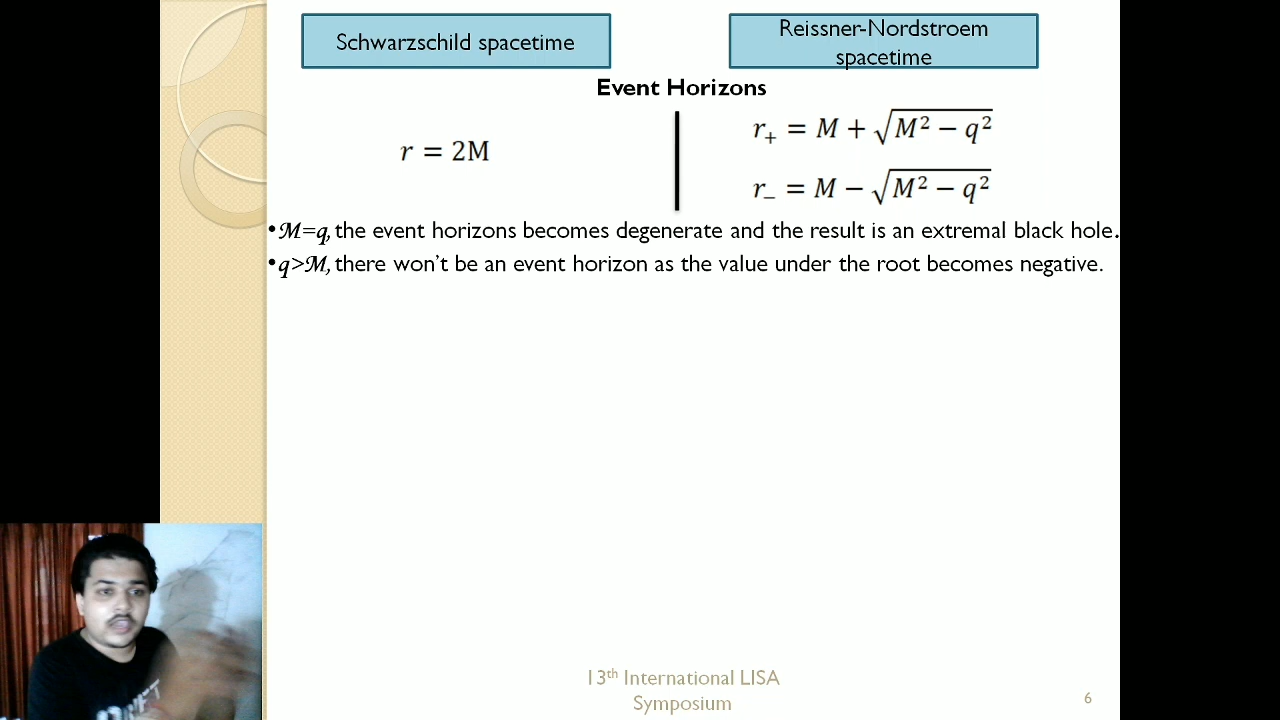 Schwarzschild spacetime
Reissner-Nordstroem
spacetime
Event Horizons
r = 2M
r₊ = M + √(M² − q²)
r₋ = M − √(M² − q²)
•M=q, the event horizons becomes degenerate and the result is an extremal black hole.
•q>M, there won't be an event horizon as the value under the root becomes negative.
13th International LISA
Symposium
6